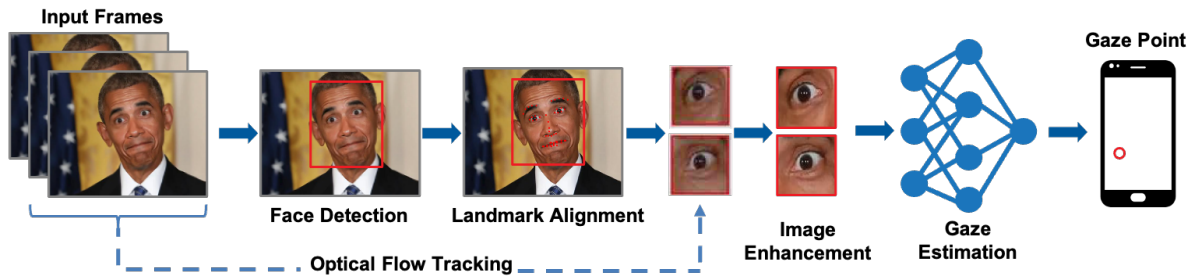 Input Frames
Face Detection
Landmark Alignment
Optical Flow Tracking
Image
Enhancement
Gaze
Estimation
Gaze Point